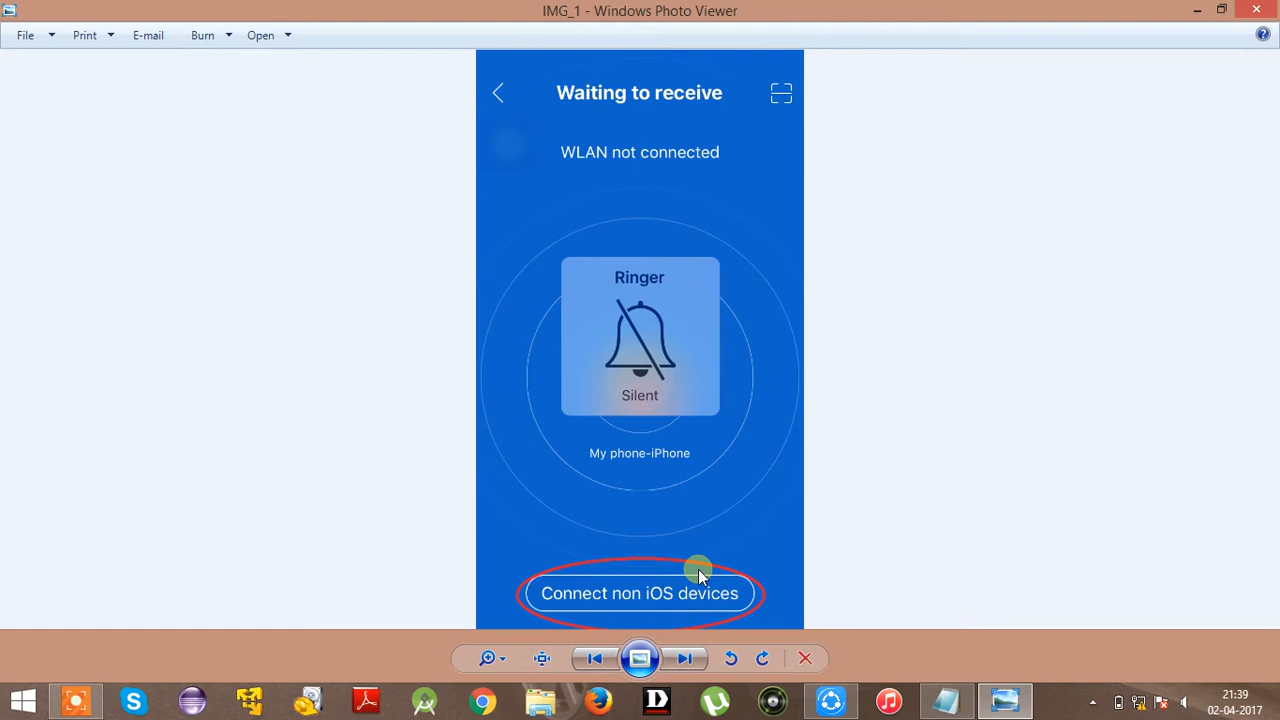 IMG_1 - Windows Photo Viewer
File Print E-mail Burn Open
Waiting to receive
WLAN not connected
Ringer
Silent
My phone-iPhone
Connect non iOS devices
21:39
02-04-2017